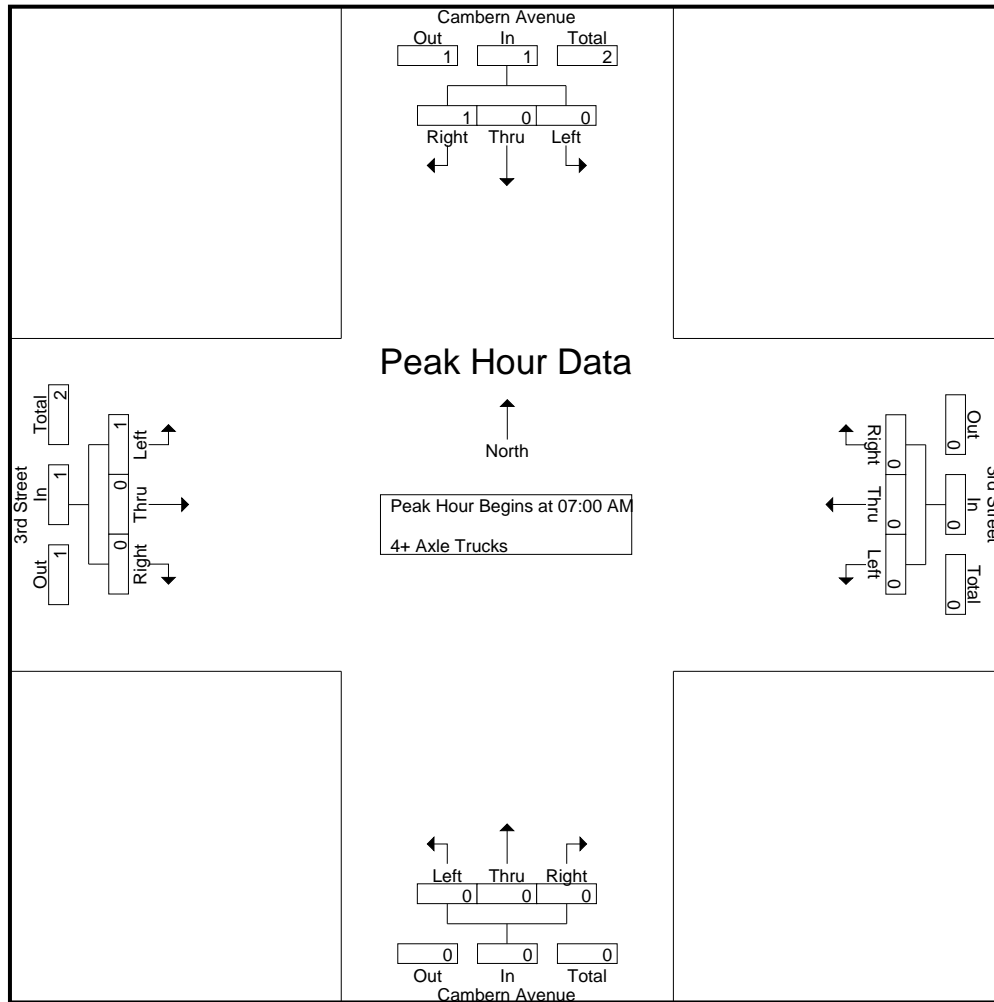 Cambern Avenue
Out In Total
1 1 2
1 0 0
Right Thru Left
Peak Hour Data
North
Peak Hour Begins at 07:00 AM
4+ Axle Trucks
3rd Street
Total In Out
2 1 1
1 0 0
Left Thru Right
Right Thru Left
0 0 0
Out In Total
0 0 0
3rd Street
Left Thru Right
0 0 0
0 0 0
Out In Total
Cambern Avenue